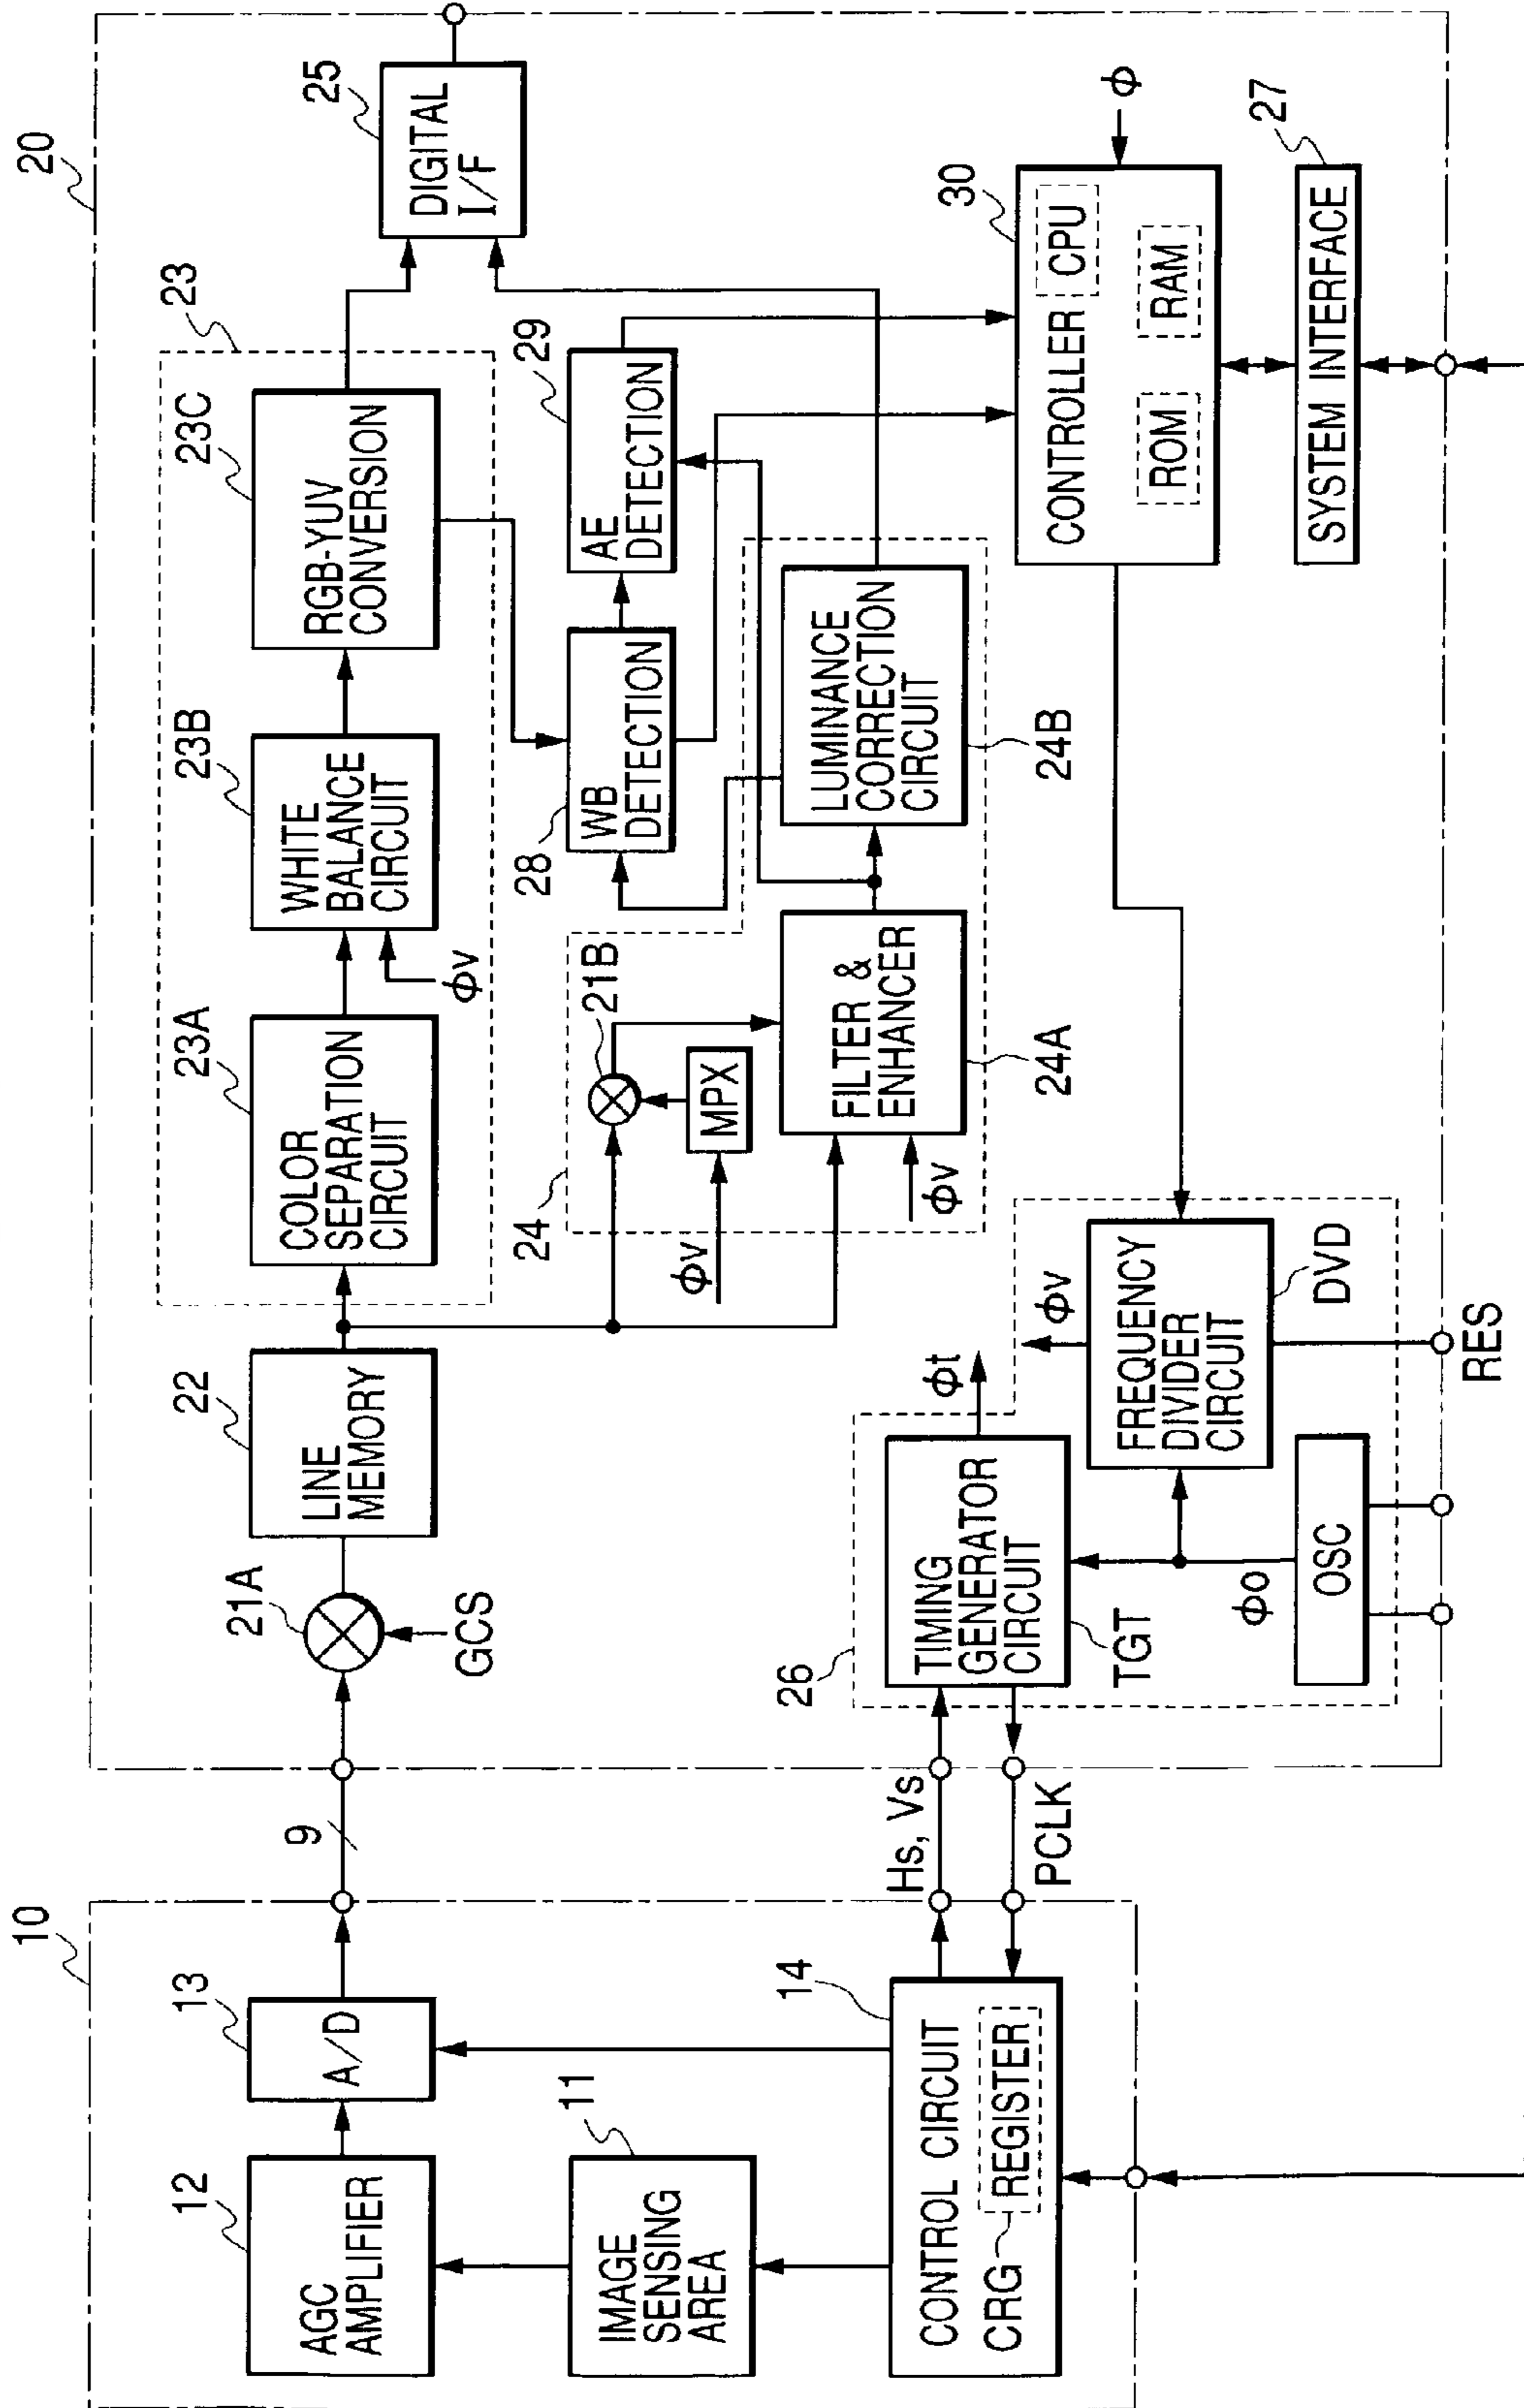 10
12
AGC
AMPLIFIER
13
A/D
11
IMAGE
SENSING
AREA
14
CONTROL CIRCUIT
CRG
REGISTER
9
Hs, Vs
PCLK
20
21A
GCS
22
LINE
MEMORY
23
23A
COLOR
SEPARATION
CIRCUIT
23B
WHITE
BALANCE
CIRCUIT
ϕv
23C
RGB-YUV
CONVERSION
25
DIGITAL
I/F
24
21B
MPX
ϕv
FILTER &
ENHANCER
24A
ϕv
28
WB
DETECTION
29
AE
DETECTION
LUMINANCE
CORRECTION
CIRCUIT
24B
26
TIMING
GENERATOR
CIRCUIT
TGT
ϕt
ϕo
OSC
FREQUENCY
DIVIDER
CIRCUIT
ϕv
DVD
RES
30
CONTROLLER
CPU
ROM
RAM
ϕ
27
SYSTEM INTERFACE